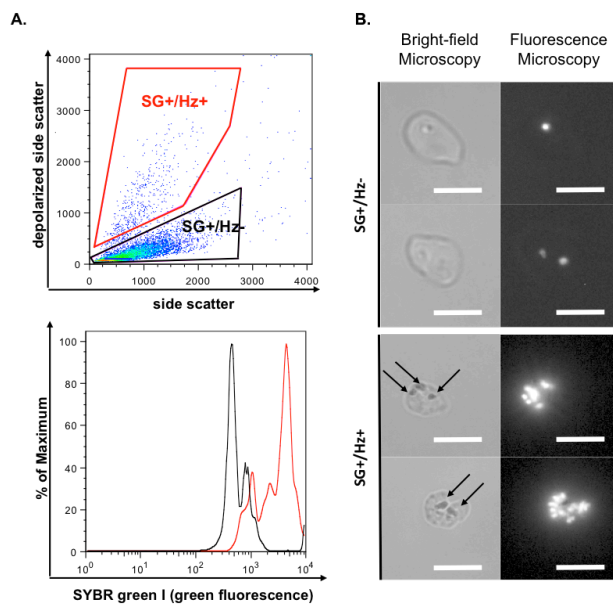 A.
depolarized side scatter
4000
3000
2000
1000
0
SG+/Hz+
SG+/Hz-
0 1000 2000 3000 4000
side scatter
% of Maximum
100
80
60
40
20
0
10^0 10^1 10^2 10^3 10^4
SYBR green I (green fluorescence)
B.
Bright-field Microscopy
Fluorescence Microscopy
SG+/Hz-
SG+/Hz+